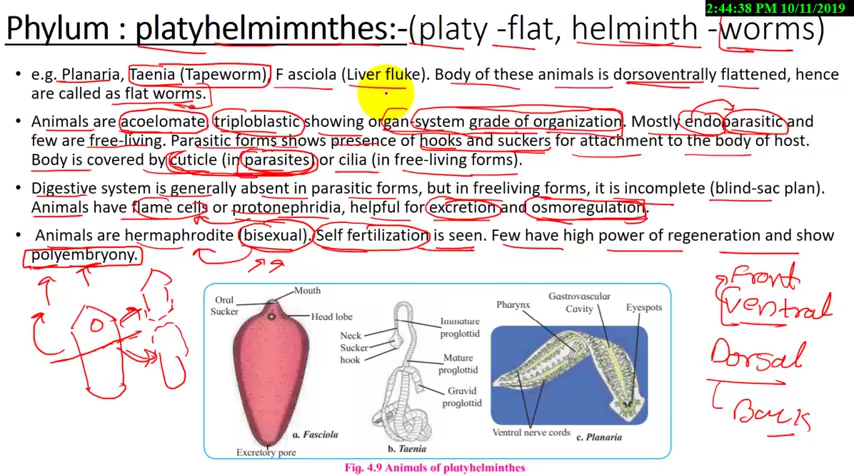 2:44:38 PM 10/11/2019
Phylum : platyhelmimnthes:-(platy -flat, helminth -worms)
• e.g. Planaria, Taenia (Tapeworm), F asciola (Liver fluke). Body of these animals is dorsoventrally flattened, hence
are called as flat worms.
• Animals are acoelomate, triploblastic showing organ-system grade of organization. Mostly endoparasitic and
few are free-living. Parasitic forms shows presence of hooks and suckers for attachment to the body of host.
Body is covered by cuticle (in parasites) or cilia (in free-living forms).
• Digestive system is generally absent in parasitic forms, but in freeliving forms, it is incomplete (blind-sac plan).
Animals have flame cells or protonephridia, helpful for excretion and osmoregulation.
• Animals are hermaphrodite (bisexual). Self fertilization is seen. Few have high power of regeneration and show
polyembryony.
Oral
Sucker
Mouth
Head lobe
Excretory pore
a. Fasciola
Neck
Sucker
hook
Immature
proglottid
Mature
proglottid
Gravid
proglottid
b. Taenia
Pharynx
Gastrovascular
Cavity
Eyespots
Ventral nerve cords
c. Planaria
Fig. 4.9 Animals of platyhelminthes
Front
Ventral
Dorsal
Back